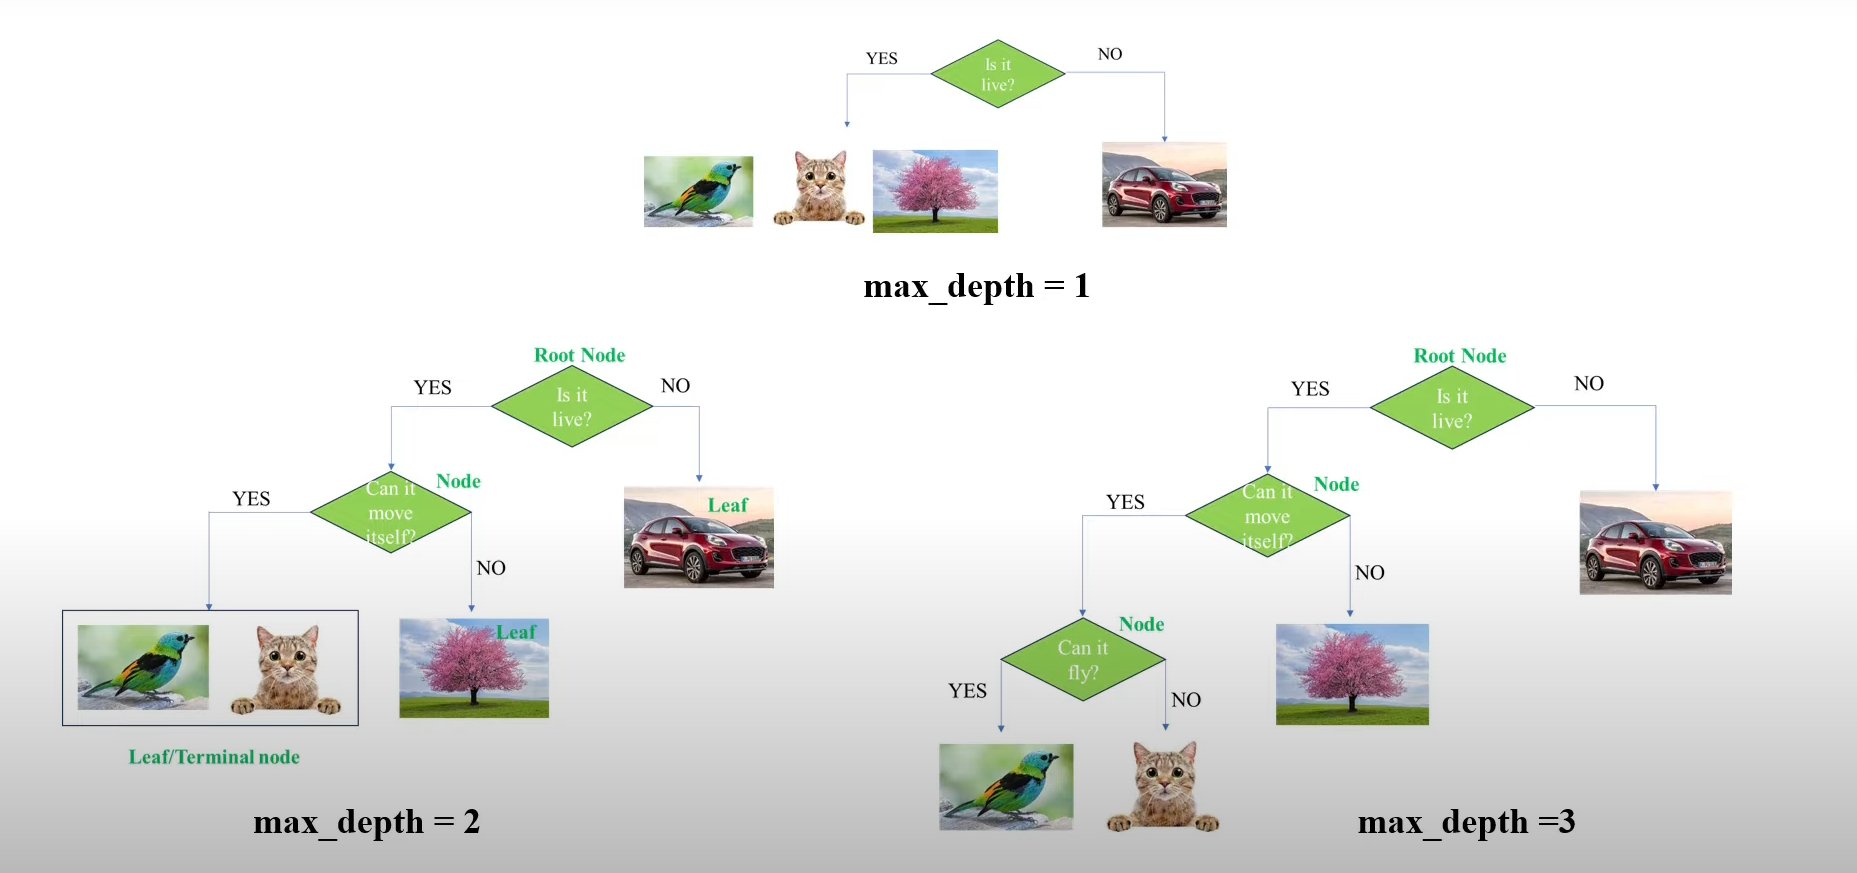 YES
Is it
live?
NO
max_depth = 1
Root Node
YES
Is it
live?
NO
YES
Can it
move
itself?
Node
NO
Leaf
Leaf
Leaf/Terminal node
max_depth = 2
Root Node
YES
Is it
live?
NO
YES
Can it
move
itself?
Node
NO
Can it
fly?
Node
YES
NO
max_depth =3